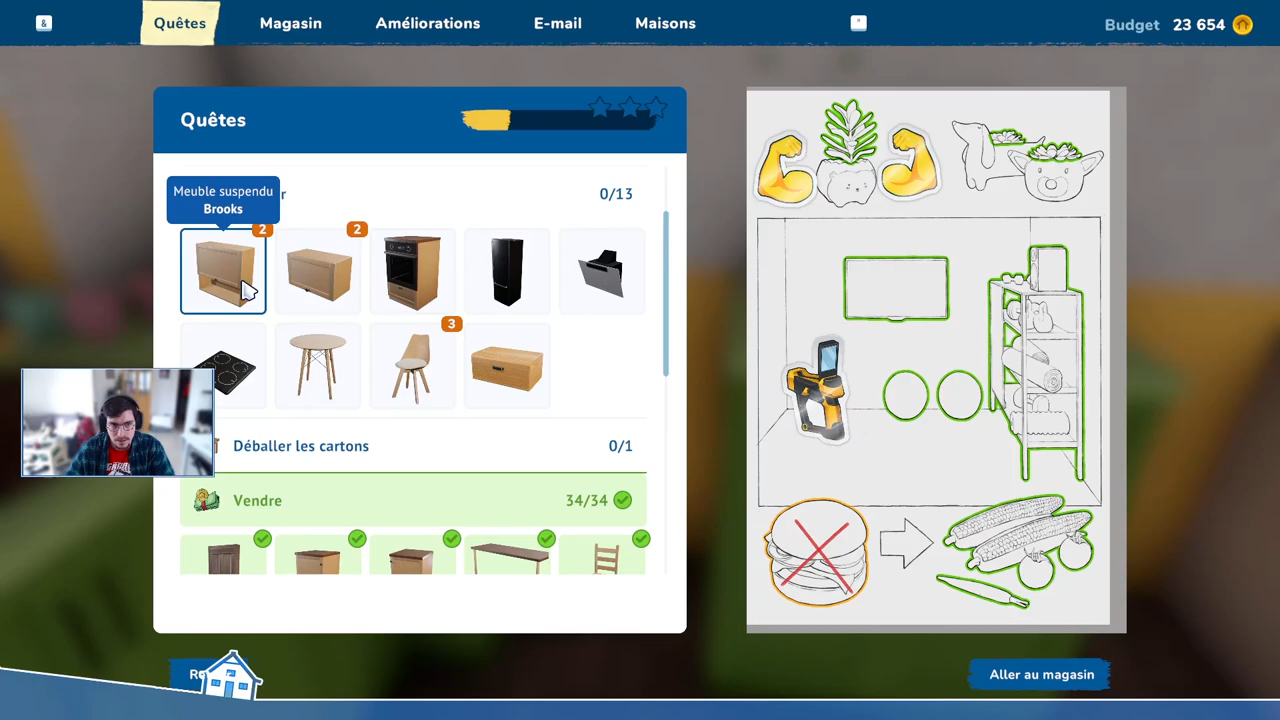 &
Quêtes
Magasin
Améliorations
E-mail
Maisons
"
Budget 23 654
Quêtes
Meuble suspendu
Brooks
r
0/13
2
2
3
Déballer les cartons
0/1
Vendre
34/34
Re
Aller au magasin